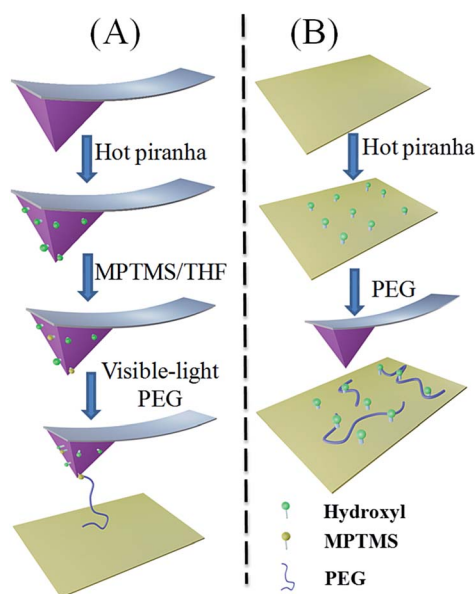 (A)
Hot piranha
MPTMS/THF
Visible-light
PEG
(B)
Hot piranha
PEG
Hydroxyl
MPTMS
PEG